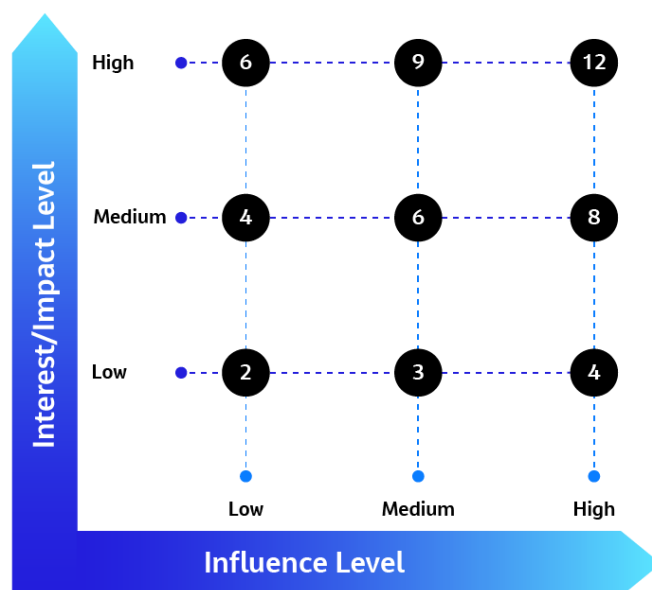 High 6 9 12
Medium 4 6 8
Low 2 3 4
Low Medium High
Interest/Impact Level
Influence Level